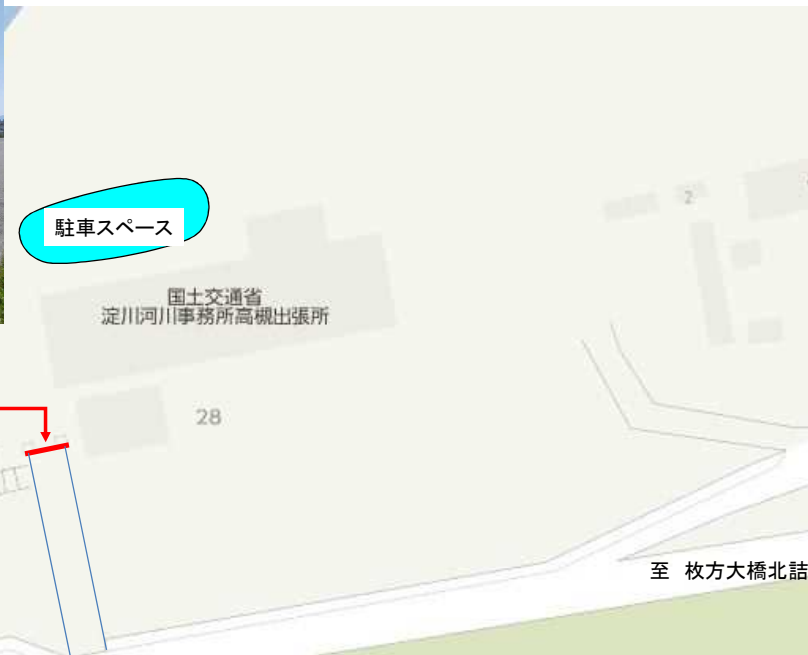 2
駐車スペース
国土交通省
淀川河川事務所高槻出張所
28
至 枚方大橋北詰